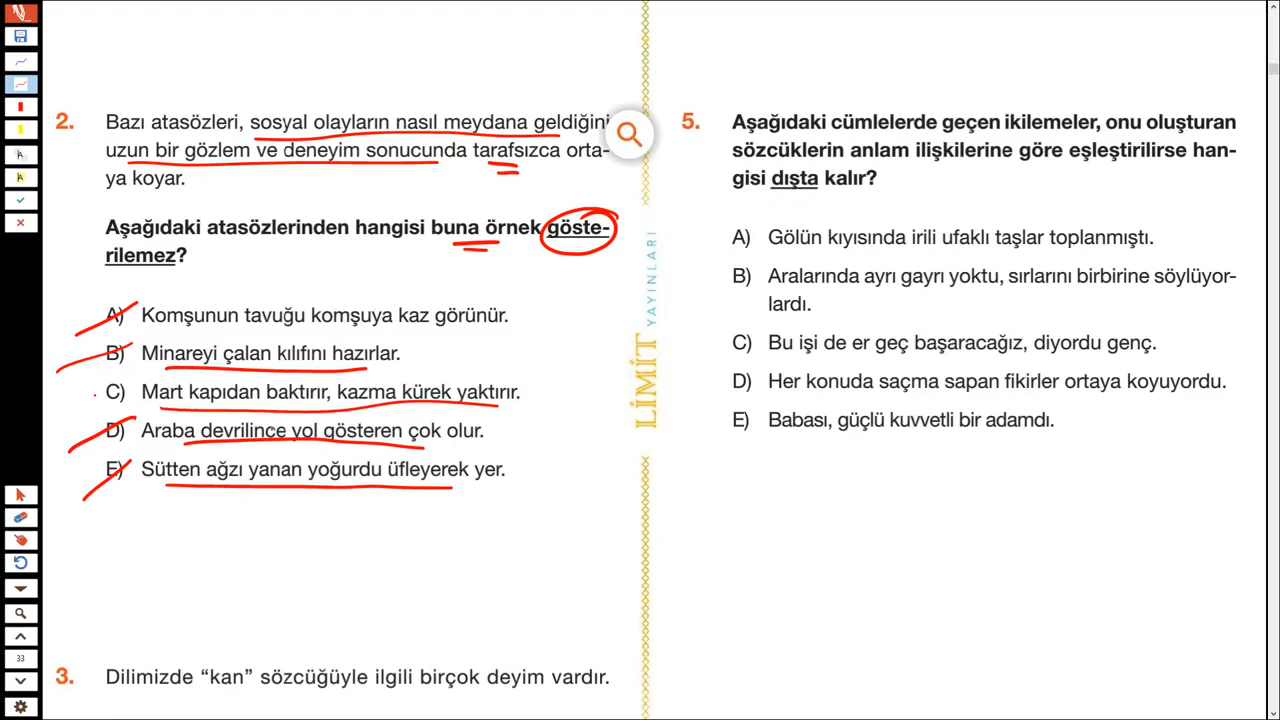 2. Bazı atasözleri, sosyal olayların nasıl meydana geldiğini
uzun bir gözlem ve deneyim sonucunda tarafsızca orta-
ya koyar.
Aşağıdaki atasözlerinden hangisi buna örnek göste-
rilemez?
A) Komşunun tavuğu komşuya kaz görünür.
B) Minareyi çalan kılıfını hazırlar.
C) Mart kapıdan baktırır, kazma kürek yaktırır.
D) Araba devrilince yol gösteren çok olur.
E) Sütten ağzı yanan yoğurdu üfleyerek yer.
3. Dilimizde “kan” sözcüğüyle ilgili birçok deyim vardır.
LİMİT YAYINLARI
5. Aşağıdaki cümlelerde geçen ikilemeler, onu oluşturan
sözcüklerin anlam ilişkilerine göre eşleştirilirse han-
gisi dışta kalır?
A) Gölün kıyısında irili ufaklı taşlar toplanmıştı.
B) Aralarında ayrı gayrı yoktu, sırlarını birbirine söylüyor-
lardı.
C) Bu işi de er geç başaracağız, diyordu genç.
D) Her konuda saçma sapan fikirler ortaya koyuyordu.
E) Babası, güçlü kuvvetli bir adamdı.
A
A
33